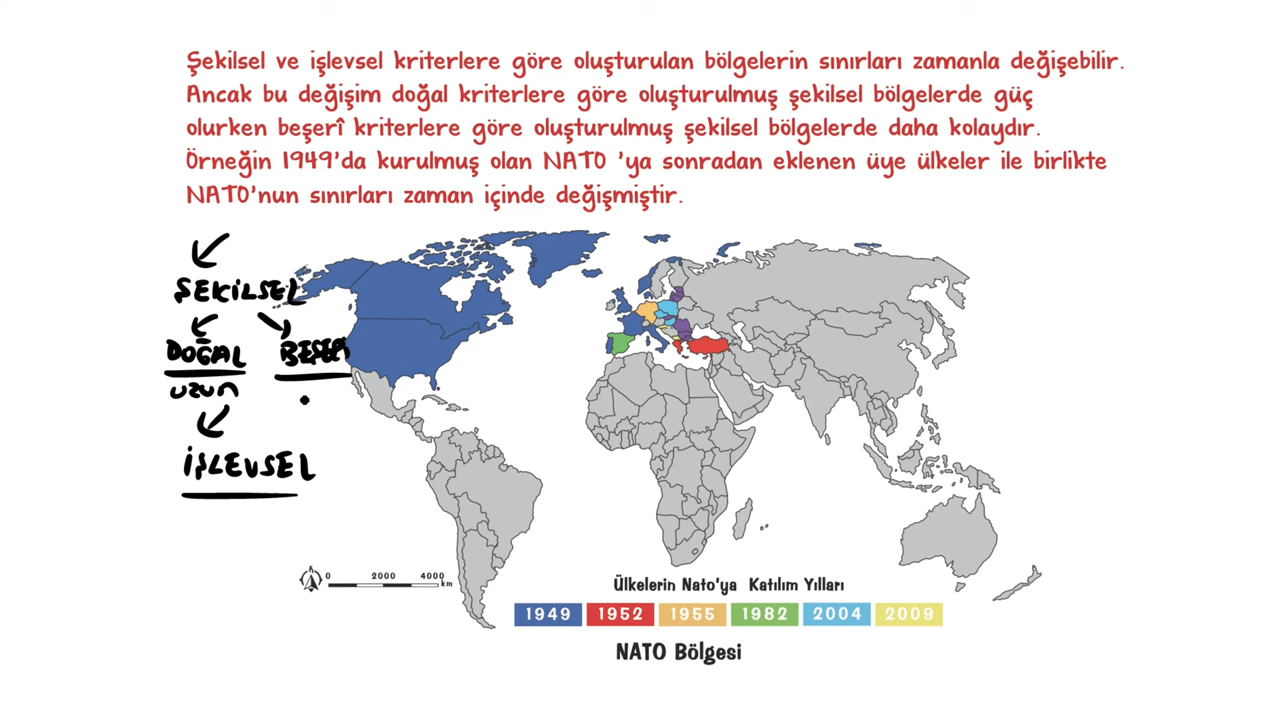 Şekilsel ve işlevsel kriterlere göre oluşturulan bölgelerin sınırları zamanla değişebilir.
Ancak bu değişim doğal kriterlere göre oluşturulmuş şekilsel bölgelerde güç
olurken beşerî kriterlere göre oluşturulmuş şekilsel bölgelerde daha kolaydır.
Örneğin 1949'da kurulmuş olan NATO 'ya sonradan eklenen üye ülkeler ile birlikte
NATO'nun sınırları zaman içinde değişmiştir.
ŞEKİLSEL
DOĞAL BEŞERİ
uzun
İŞLEVSEL
N
0 2000 4000 km
Ülkelerin Nato'ya Katılım Yılları
1949 1952 1955 1982 2004 2009
NATO Bölgesi